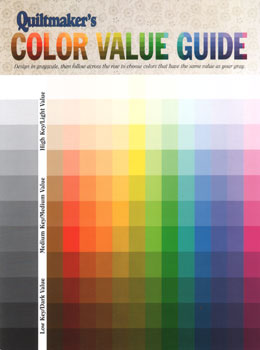 Quiltmaker's
COLOR VALUE GUIDE
Design in grayscale, then follow across the row to choose colors that have the same value as your gray.
High Key/Light Value
Medium Key/Medium Value
Low Key/Dark Value